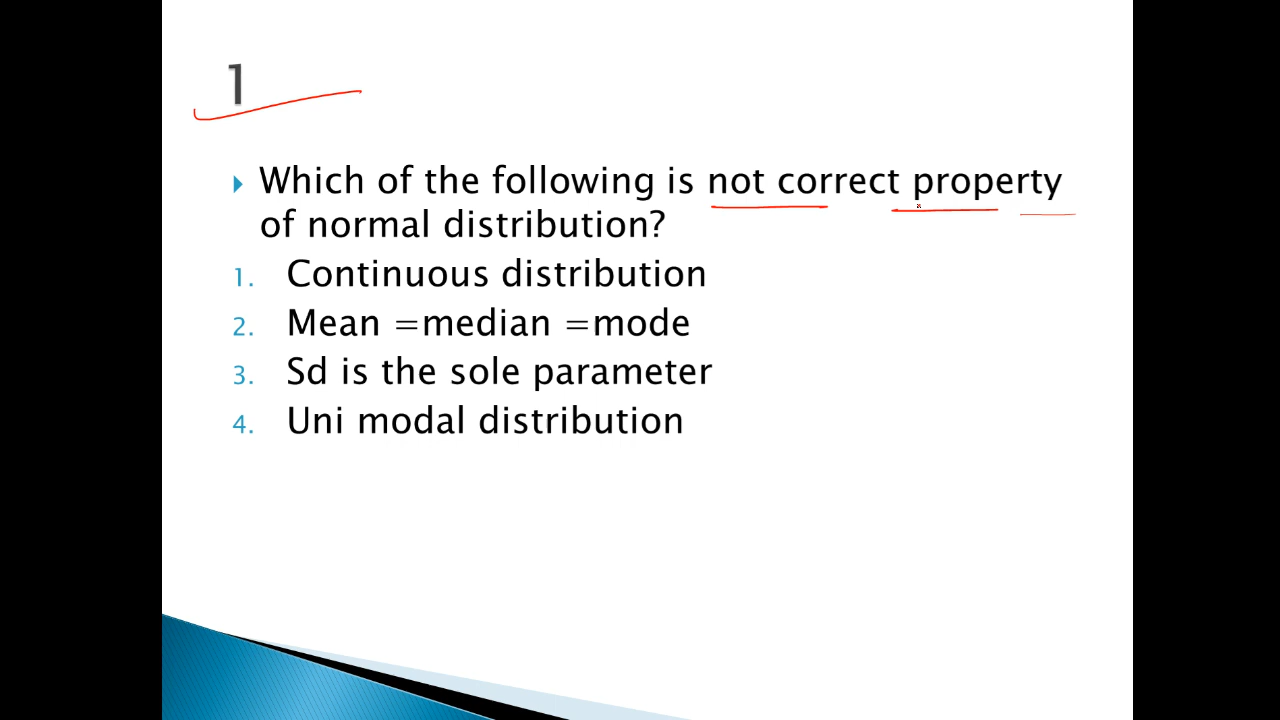 1
Which of the following is not correct property
of normal distribution?
1. Continuous distribution
2. Mean =median =mode
3. Sd is the sole parameter
4. Uni modal distribution